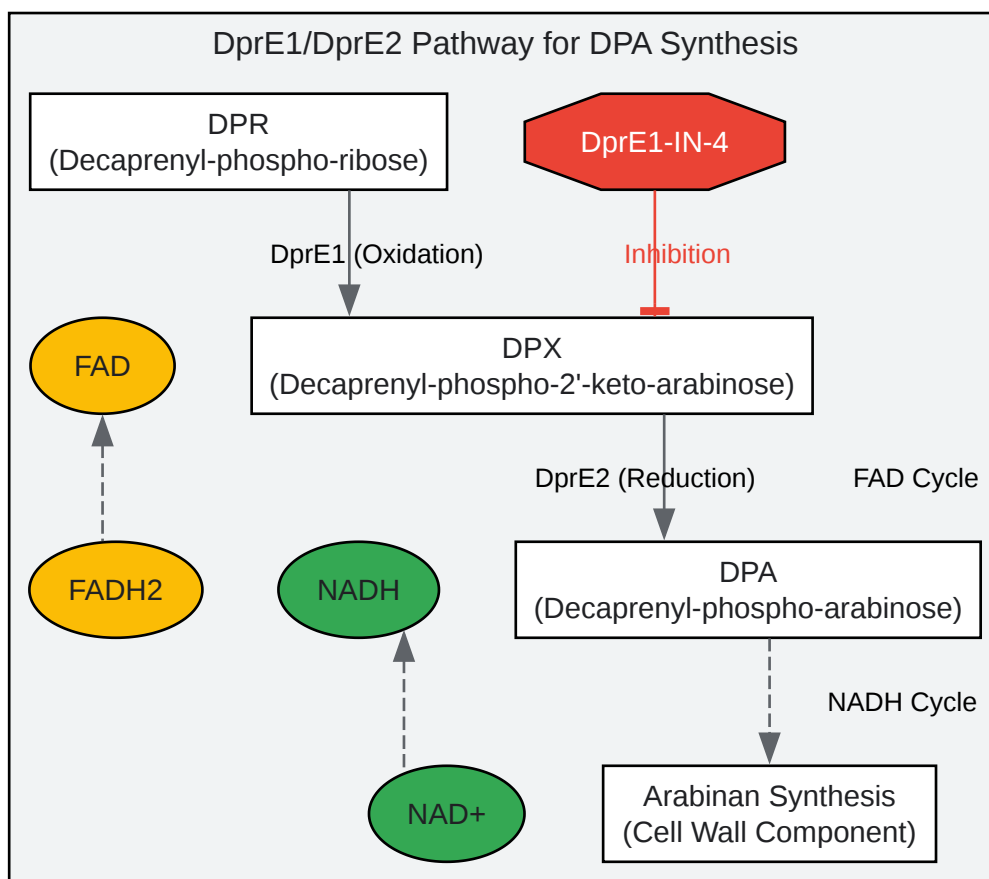 DprE1/DprE2 Pathway for DPA Synthesis
DPR
(Decaprenyl-phospho-ribose)
DprE1-IN-4
DprE1 (Oxidation)
Inhibition
FAD
DPX
(Decaprenyl-phospho-2'-keto-arabinose)
DprE2 (Reduction)
FAD Cycle
FADH2
NADH
DPA
(Decaprenyl-phospho-arabinose)
NADH Cycle
NAD+
Arabinan Synthesis
(Cell Wall Component)